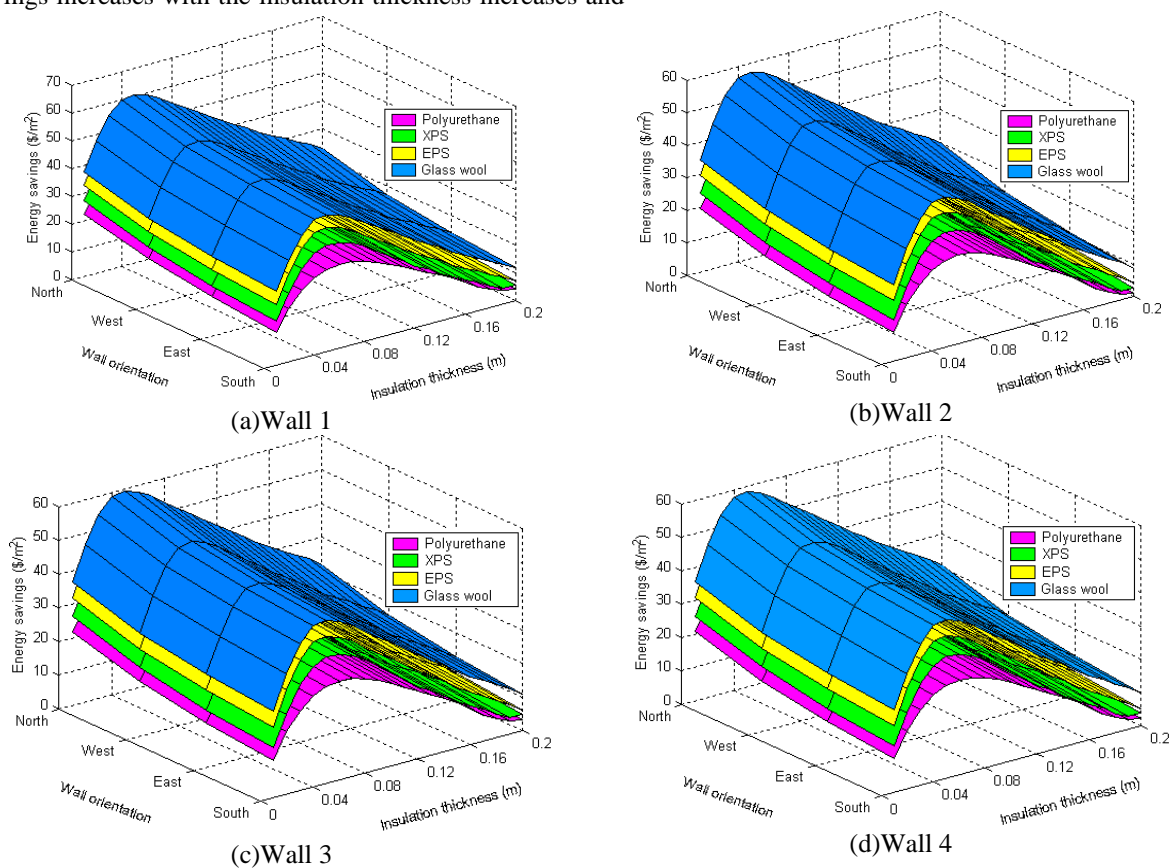 ings increases with the insulation thickness increases and
70
60
50
40
30
20
10
0
Energy savings ($/m²)
Polyurethane
XPS
EPS
Glass wool
North
West
East
South
Wall orientation
0
0.04
0.08
0.12
0.16
0.2
Insulation thickness (m)
(a)Wall 1
60
50
40
30
20
10
0
Energy savings ($/m²)
Polyurethane
XPS
EPS
Glass wool
North
West
East
South
Wall orientation
0
0.04
0.08
0.12
0.16
0.2
Insulation thickness (m)
(b)Wall 2
60
50
40
30
20
10
0
Energy savings ($/m²)
Polyurethane
XPS
EPS
Glass wool
North
West
East
South
Wall orientation
0
0.04
0.08
0.12
0.16
0.2
Insulation thickness (m)
(c)Wall 3
60
50
40
30
20
10
0
Energy savings ($/m²)
Polyurethane
XPS
EPS
Glass wool
North
West
East
South
Wall orientation
0
0.04
0.08
0.12
0.16
0.2
Insulation thickness (m)
(d)Wall 4